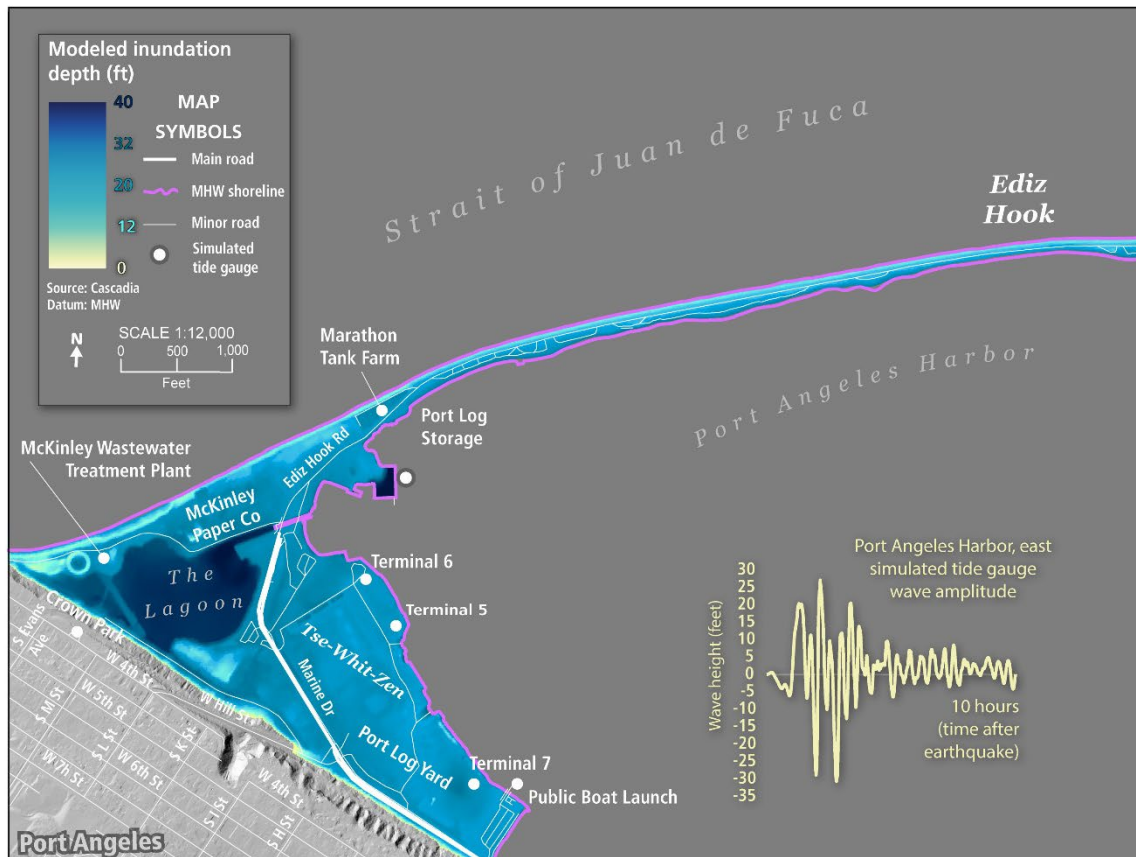 Modeled inundation
depth (ft)
40
32
20
12
0
MAP
SYMBOLS
Main road
MHW shoreline
Minor road
Simulated
tide gauge
Source: Cascadia
Datum: MHW
N
SCALE 1:12,000
0 500 1,000
Feet
Strait of Juan de Fuca
Ediz
Hook
Port Angeles Harbor
Marathon
Tank Farm
Port Log
Storage
Ediz Hook Rd
McKinley Wastewater
Treatment Plant
McKinley
Paper Co
The
Lagoon
Terminal 6
Terminal 5
Tse-Whit-Zen
Marine Dr
Port Log Yard
Terminal 7
Public Boat Launch
Crown Park
S Evans
Ave
W 4th St
W Hill St
W 5th St
S M St
S L St
S K St
W 6th St
W 7h St
W 4th St
S I St
S H St
Port Angeles
Port Angeles Harbor, east
simulated tide gauge
wave amplitude
Wave height (feet)
30
25
20
15
10
5
0
-5
-10
-15
-20
-25
-30
-35
10 hours
(time after
earthquake)